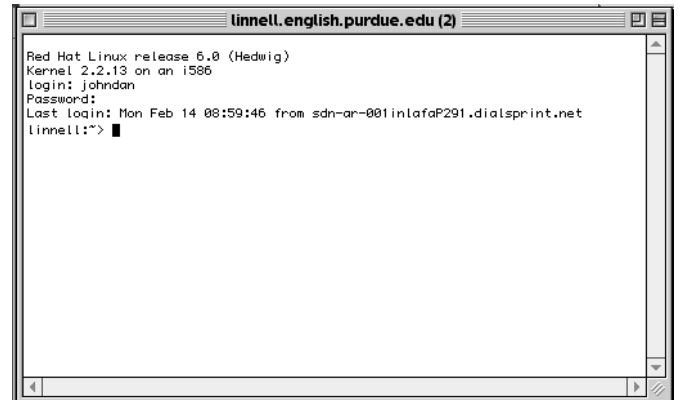 linnell.english.purdue.edu (2)
Red Hat Linux release 6.0 (Hedwig)
Kernel 2.2.13 on an i586
login: johndan
Password:
Last login: Mon Feb 14 08:59:46 from sdn-ar-001inlafaP291.dialsprint.net
linnell:~>